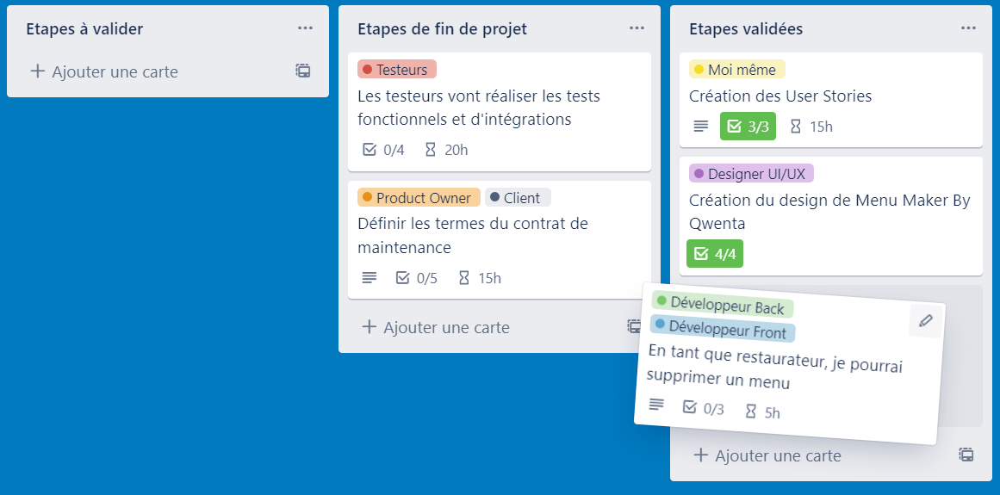 Etapes à valider
Ajouter une carte
Etapes de fin de projet
Testeurs
Les testeurs vont réaliser les tests
fonctionnels et d'intégrations
0/4 20h
Product Owner Client
Définir les termes du contrat de
maintenance
0/5 15h
Ajouter une carte
Etapes validées
Moi même
Création des User Stories
3/3 15h
Designer UI/UX
Création du design de Menu Maker By
Qwenta
4/4
Développeur Back
Développeur Front
En tant que restaurateur, je pourrai
supprimer un menu
0/3 5h
Ajouter une carte